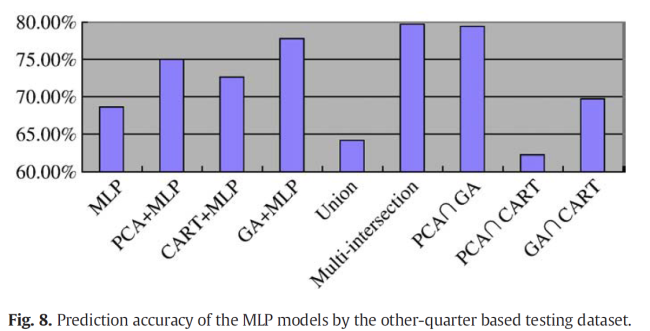 80.00%
75.00%
70.00%
65.00%
60.00%
MLP
PCA+MLP
CART+MLP
GA+MLP
Union
Multi-intersection
PCA∩GA
PCA∩CART
GA∩CART
Fig. 8. Prediction accuracy of the MLP models by the other-quarter based testing dataset.